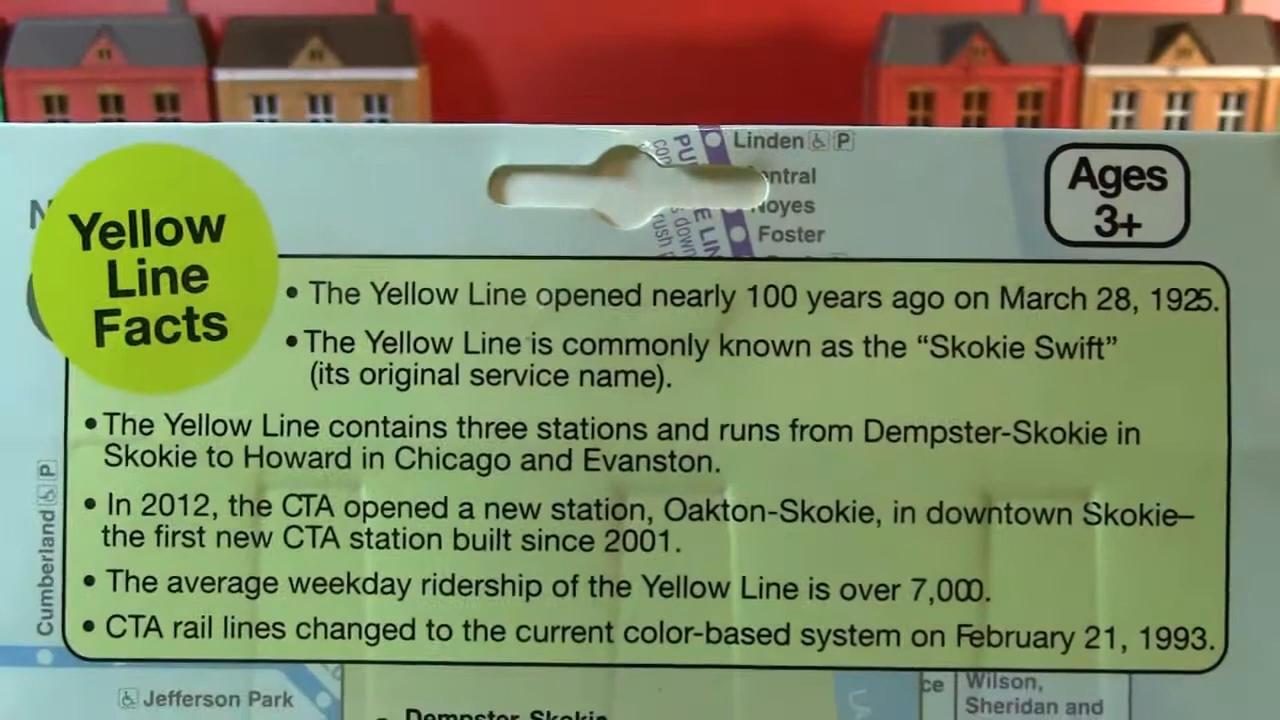 Linden P
Noyes
Foster
Ages
3+
Yellow
Line
Facts
• The Yellow Line opened nearly 100 years ago on March 28, 1925.
• The Yellow Line is commonly known as the “Skokie Swift”
(its original service name).
• The Yellow Line contains three stations and runs from Dempster-Skokie in
Skokie to Howard in Chicago and Evanston.
• In 2012, the CTA opened a new station, Oakton-Skokie, in downtown Skokie–
the first new CTA station built since 2001.
• The average weekday ridership of the Yellow Line is over 7,000.
• CTA rail lines changed to the current color-based system on February 21, 1993.
Cumberland P
Jefferson Park
Dempster-Skokie
Wilson,
Sheridan and